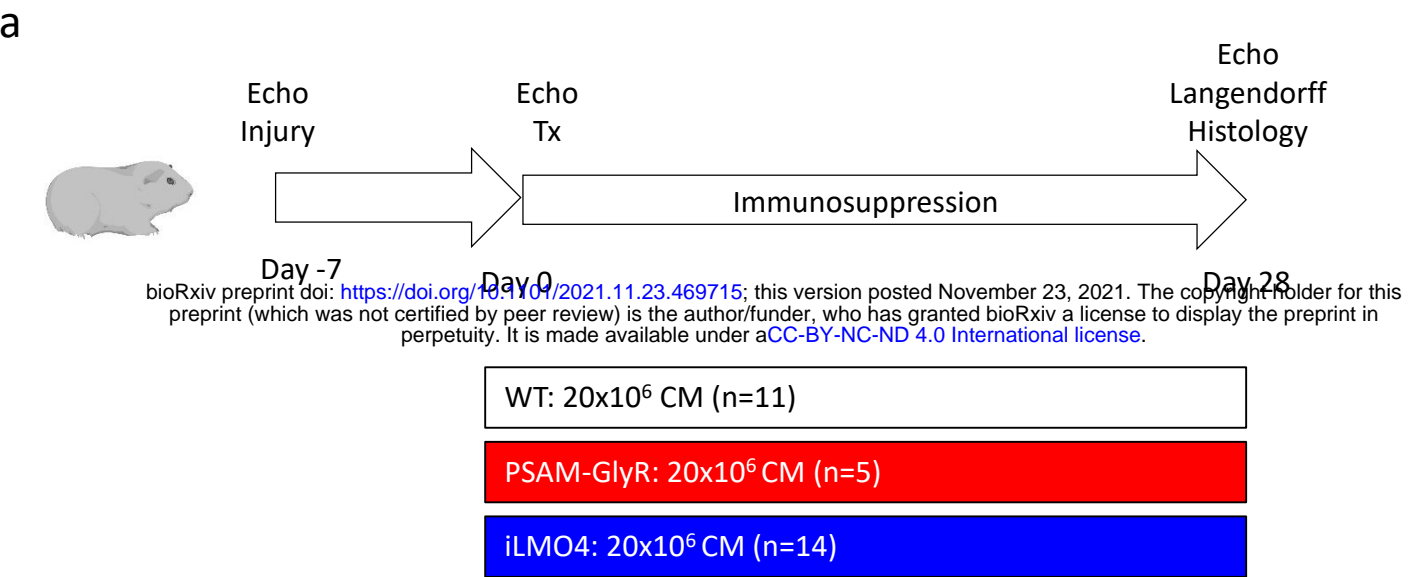 a
Echo
Injury
Echo
Tx
Echo
Langendorff
Histology
Immunosuppression
Day -7
Day 0
Day 28
bioRxiv preprint doi: https://doi.org/10.1101/2021.11.23.469715; this version posted November 23, 2021. The copyright holder for this
preprint (which was not certified by peer review) is the author/funder, who has granted bioRxiv a license to display the preprint in
perpetuity. It is made available under aCC-BY-NC-ND 4.0 International license.
WT: 20x10⁶ CM (n=11)
PSAM-GlyR: 20x10⁶ CM (n=5)
iLMO4: 20x10⁶ CM (n=14)